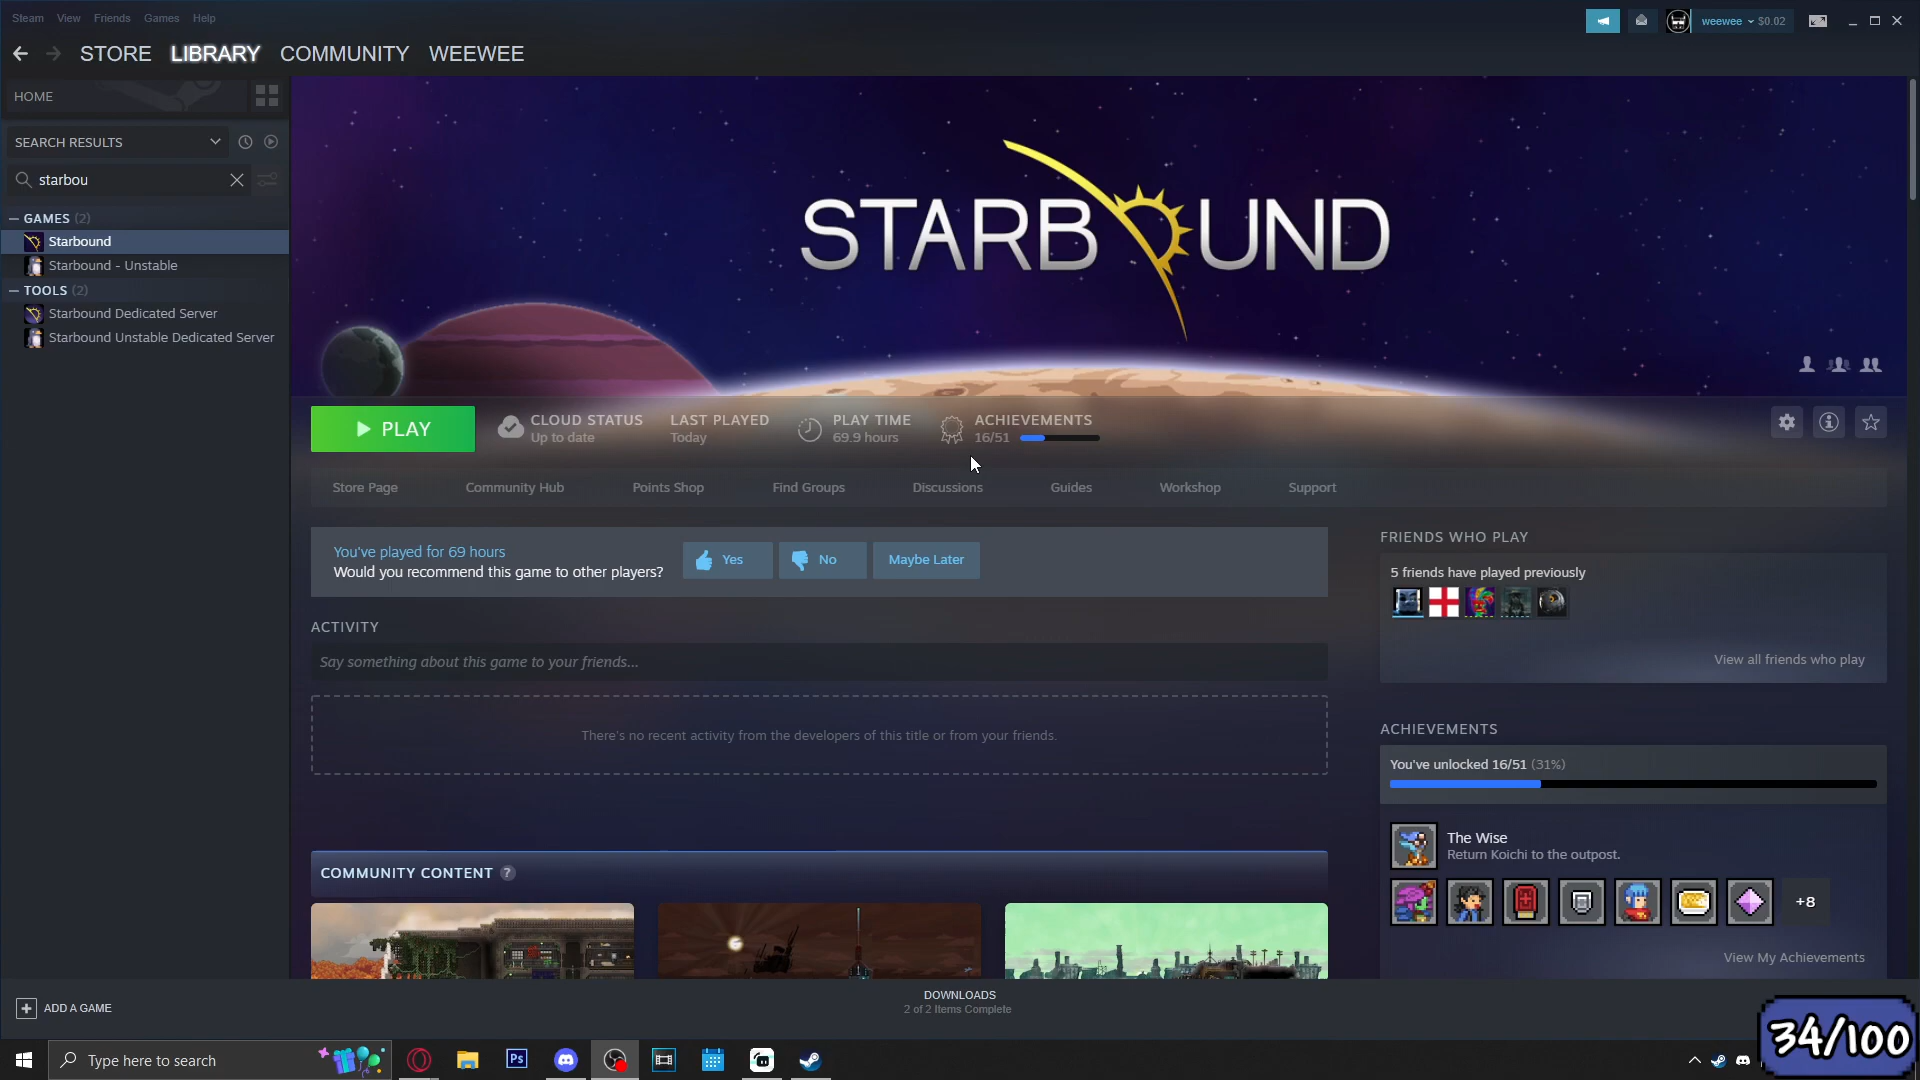 Steam View Friends Games Help
weewee $0.02
STORE LIBRARY COMMUNITY WEEWEE
HOME
SEARCH RESULTS
starbou
GAMES (2)
Starbound
Starbound - Unstable
TOOLS (2)
Starbound Dedicated Server
Starbound Unstable Dedicated Server
STARBOUND
PLAY
CLOUD STATUS
Up to date
LAST PLAYED
Today
PLAY TIME
69.9 hours
ACHIEVEMENTS
16/51
Store Page Community Hub Points Shop Find Groups Discussions Guides Workshop Support
You've played for 69 hours
Would you recommend this game to other players?
Yes No Maybe Later
ACTIVITY
Say something about this game to your friends...
There's no recent activity from the developers of this title or from your friends.
COMMUNITY CONTENT ?
FRIENDS WHO PLAY
5 friends have played previously
View all friends who play
ACHIEVEMENTS
You've unlocked 16/51 (31%)
The Wise
Return Koichi to the outpost.
+8
View My Achievements
ADD A GAME
DOWNLOADS
2 of 2 Items Complete
Type here to search
Ps
34/100